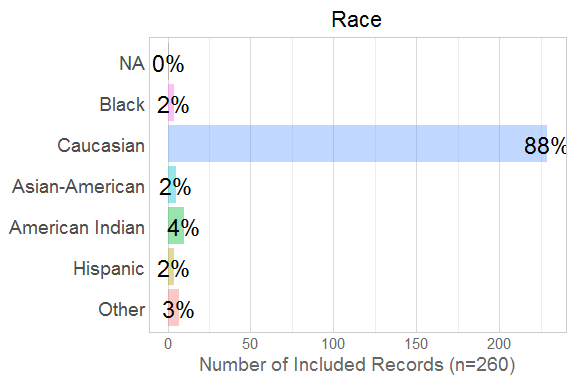 Race
NA 0%
Black 2%
Caucasian 88%
Asian-American 2%
American Indian 4%
Hispanic 2%
Other 3%
0 50 100 150 200
Number of Included Records (n=260)